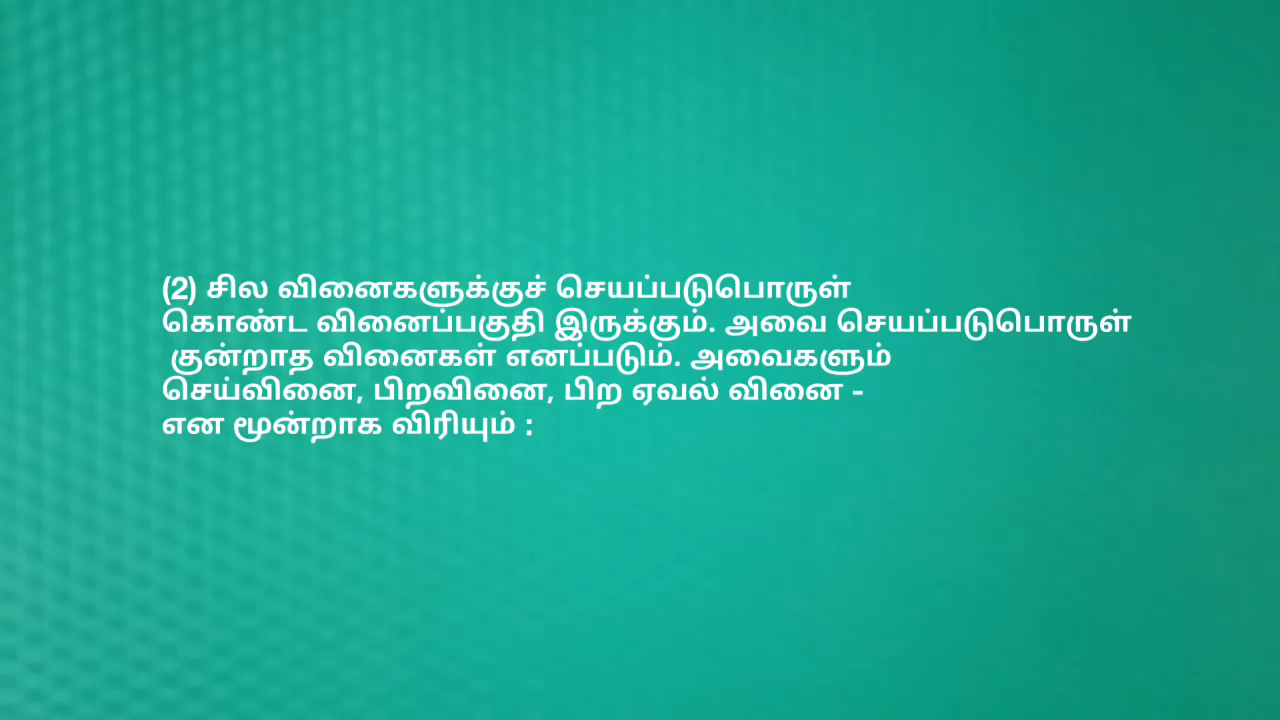 (2) சில வினைகளுக்குச் செயப்படுபொருள்
கொண்ட வினைப்பகுதி இருக்கும். அவை செயப்படுபொருள்
குன்றாத வினைகள் எனப்படும். அவைகளும்
செய்வினை, பிறவினை, பிற ஏவல் வினை -
என மூன்றாக விரியும் :